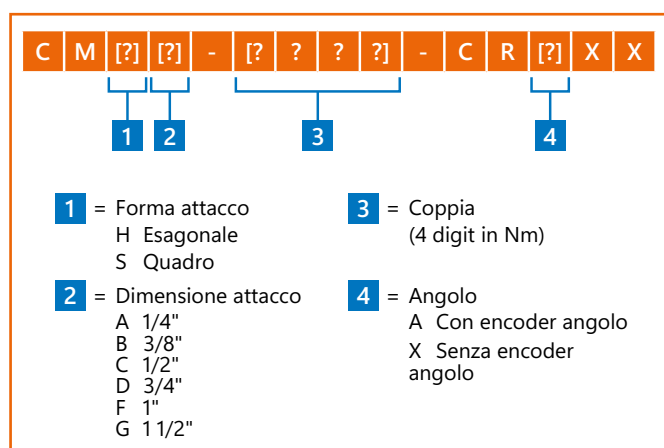 C M [?] [?] - [? ? ? ?] - C R [?] X X
1 2 3 4
1 = Forma attacco
H Esagonale
S Quadro
2 = Dimensione attacco
A 1/4"
B 3/8"
C 1/2"
D 3/4"
F 1"
G 1 1/2"
3 = Coppia
(4 digit in Nm)
4 = Angolo
A Con encoder angolo
X Senza encoder
angolo